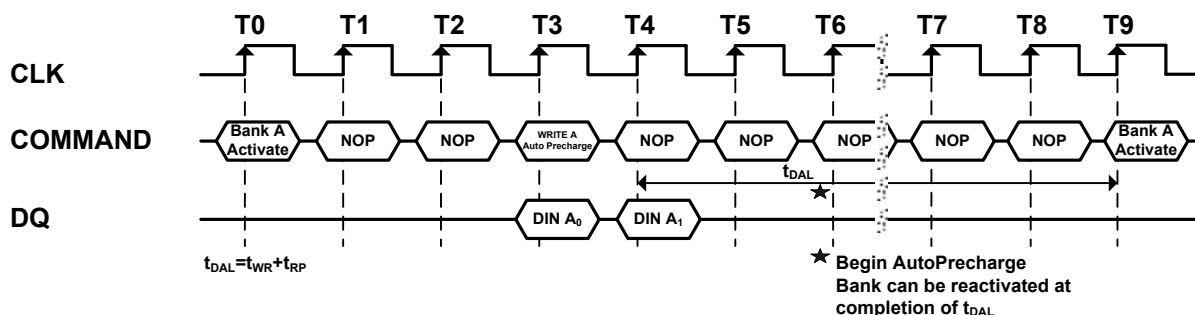 T0 T1 T2 T3 T4 T5 T6 T7 T8 T9
CLK
COMMAND
Bank A
Activate
NOP
NOP
WRITE A
Auto Precharge
NOP
NOP
NOP
NOP
NOP
Bank A
Activate
tDAL
DQ
DIN A0
DIN A1
tDAL=tWR+tRP
Begin AutoPrecharge
Bank can be reactivated at
completion of tDAL